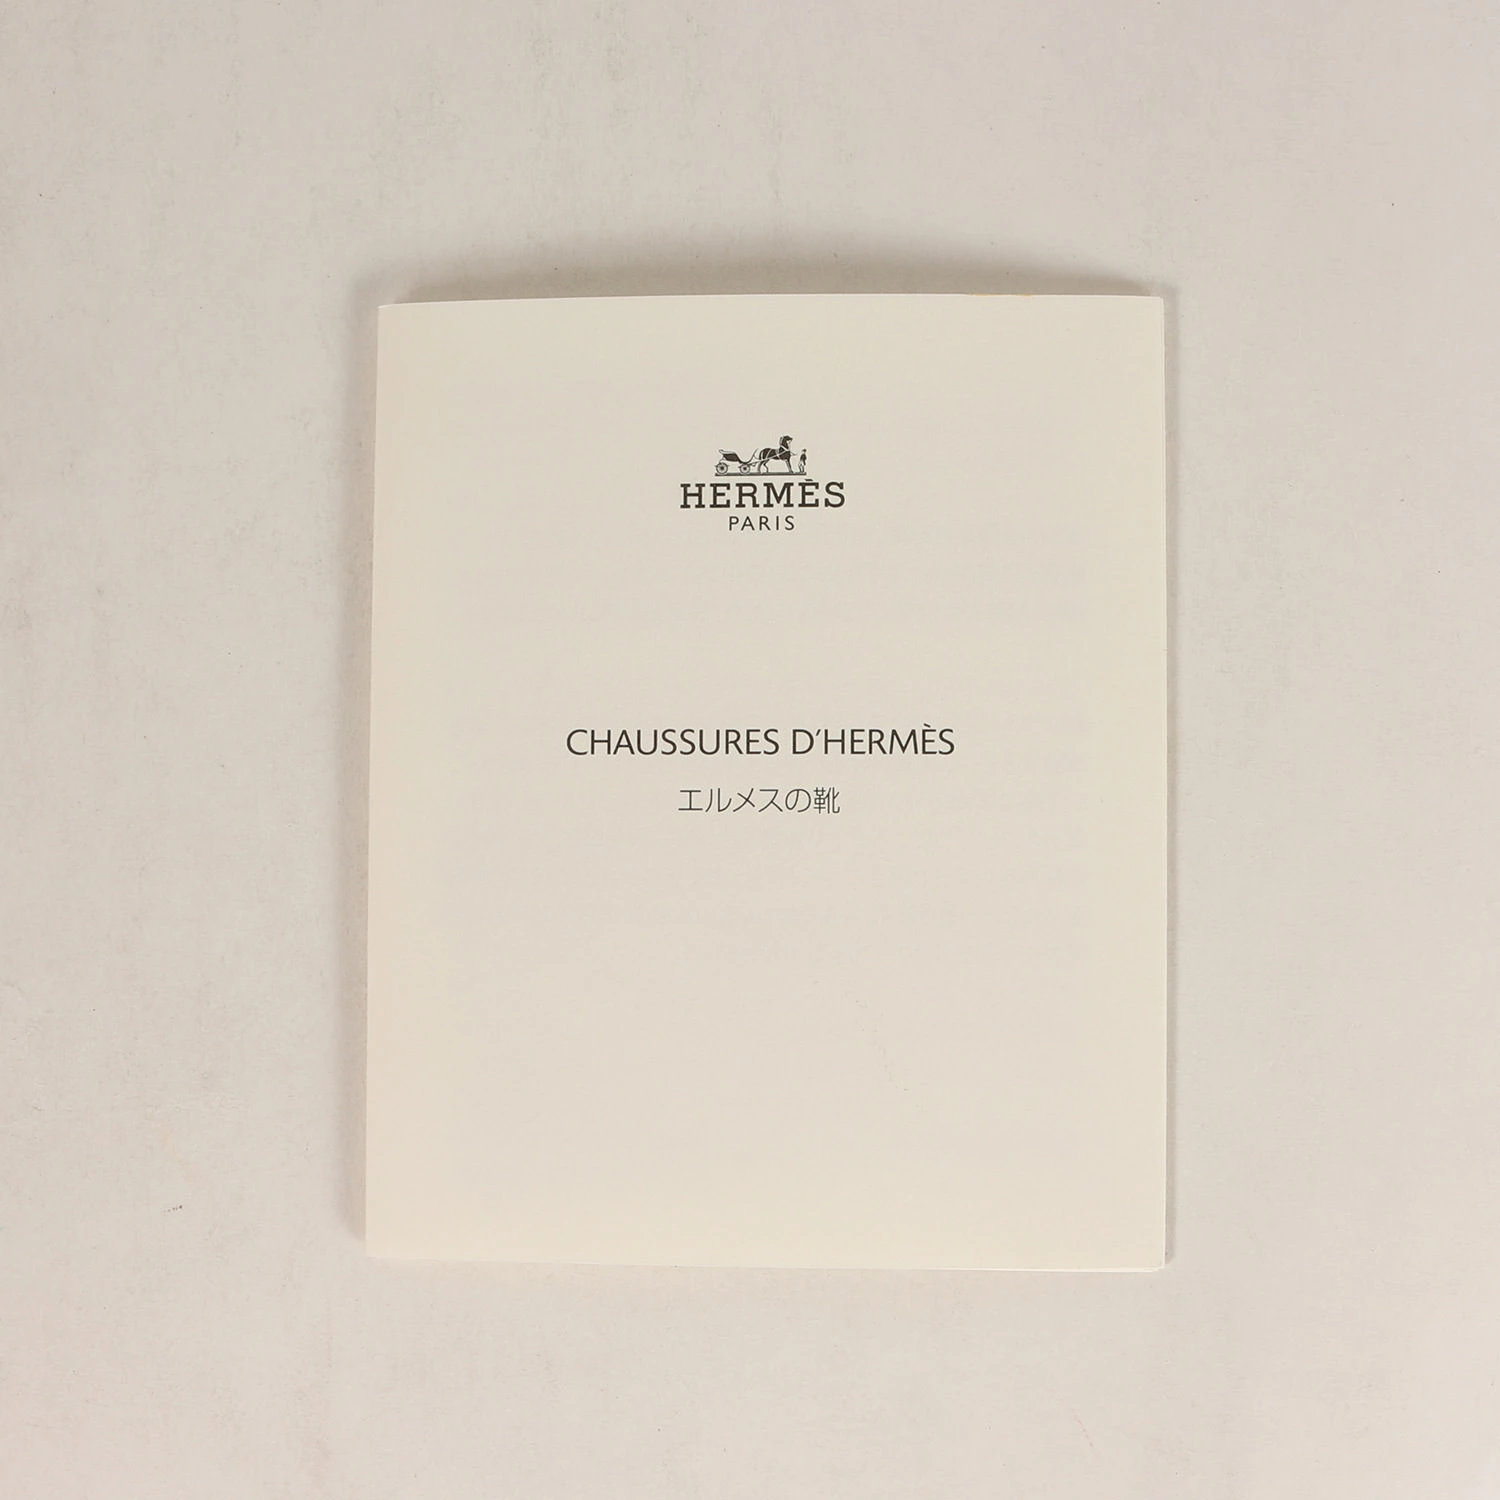 HERMÈS
PARIS
CHAUSSURES D'HERMÈS
エルメスの靴